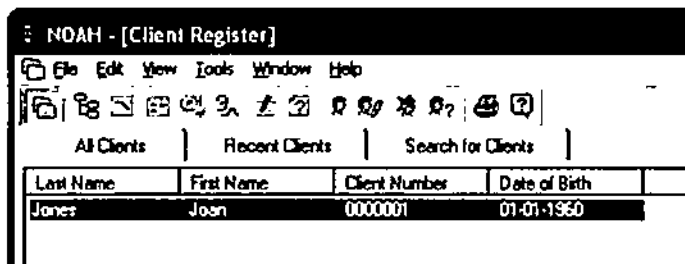 NOAH - [Client Register]
File Edit View Tools Window Help
All Clients Recent Clients Search for Clients
Last Name First Name Client Number Date of Birth
Jones Joan 0000001 01-01-1960